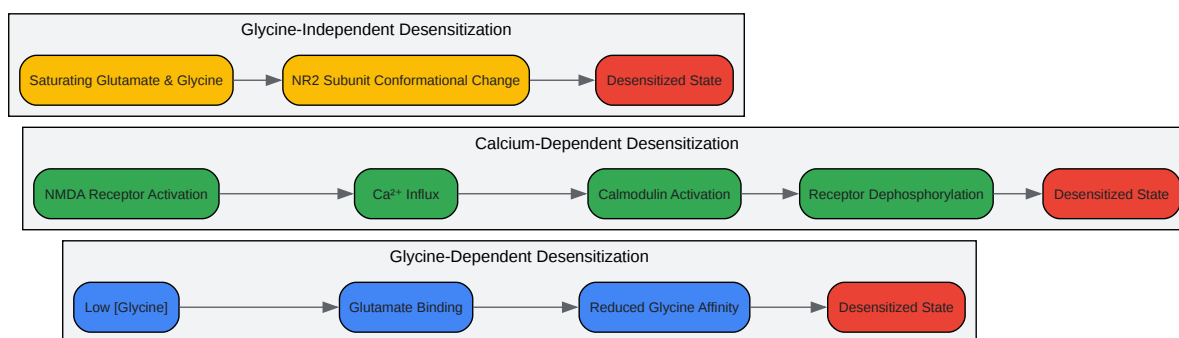 Glycine-Independent Desensitization
Saturating Glutamate & Glycine
NR2 Subunit Conformational Change
Desensitized State
Calcium-Dependent Desensitization
NMDA Receptor Activation
Ca²⁺ Influx
Calmodulin Activation
Receptor Dephosphorylation
Desensitized State
Glycine-Dependent Desensitization
Low [Glycine]
Glutamate Binding
Reduced Glycine Affinity
Desensitized State